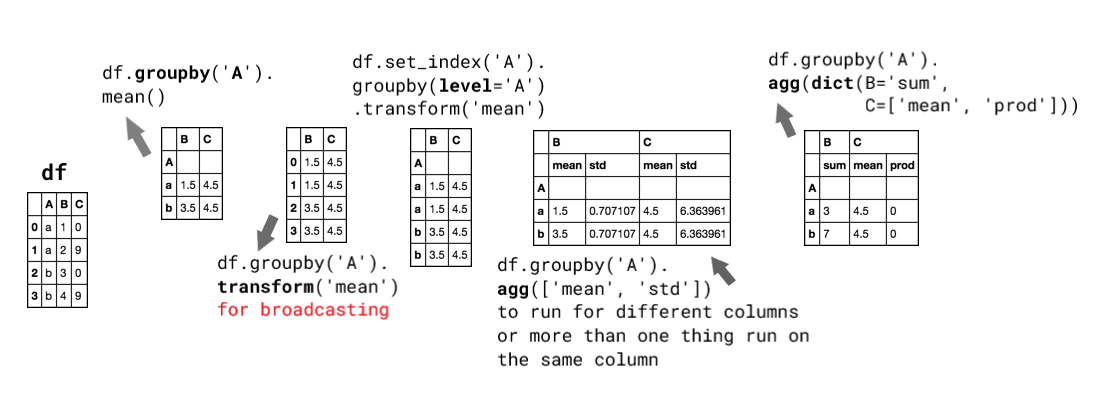 df
A B C
0 a 1 0
1 a 2 9
2 b 3 0
3 b 4 9
df.groupby('A').
mean()
B C
A
a 1.5 4.5
b 3.5 4.5
B C
0 1.5 4.5
1 1.5 4.5
2 3.5 4.5
3 3.5 4.5
df.groupby('A').
transform('mean')
for broadcasting
df.set_index('A').
groupby(level='A')
.transform('mean')
B C
A
a 1.5 4.5
a 1.5 4.5
b 3.5 4.5
b 3.5 4.5
B C
mean std mean std
A
a 1.5 0.707107 4.5 6.363961
b 3.5 0.707107 4.5 6.363961
df.groupby('A').
agg(['mean', 'std'])
to run for different columns
or more than one thing run on
the same column
df.groupby('A').
agg(dict(B='sum',
C=['mean', 'prod']))
B C
sum mean prod
A
a 3 4.5 0
b 7 4.5 0